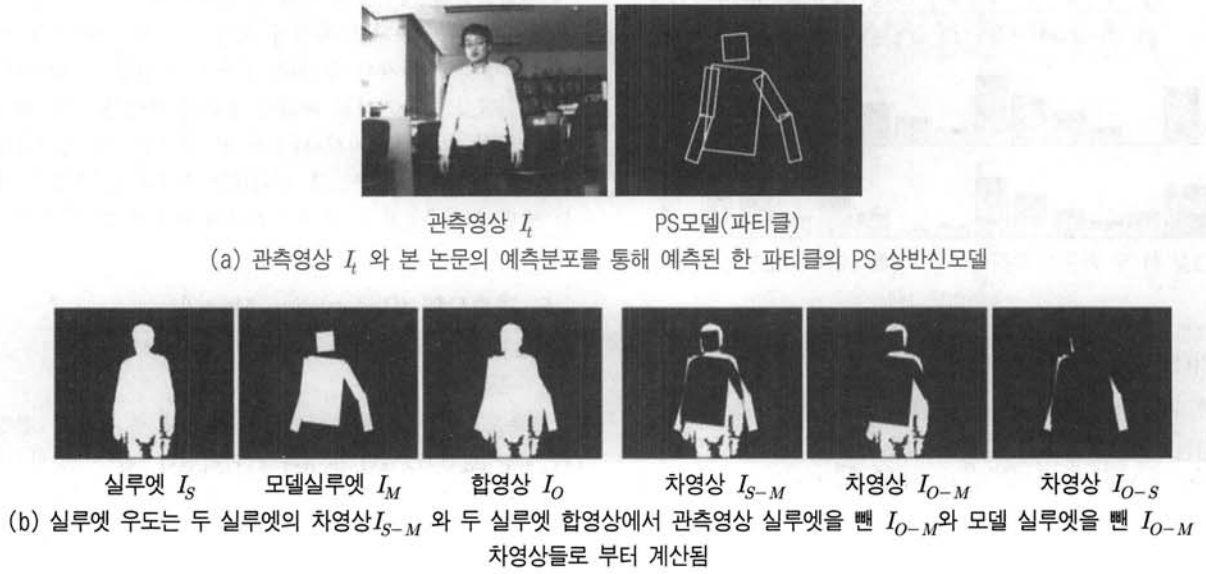 관측영상 I_t
PS모델(파티클)
(a) 관측영상 I_t 와 본 논문의 예측분포를 통해 예측된 한 파티클의 PS 상반신모델
실루엣 I_S
모델실루엣 I_M
합영상 I_O
차영상 I_{S-M}
차영상 I_{O-M}
차영상 I_{O-S}
(b) 실루엣 우도는 두 실루엣의 차영상I_{S-M} 와 두 실루엣 합영상에서 관측영상 실루엣을 뺀 I_{O-M}와 모델 실루엣을 뺀 I_{O-M}
차영상들로 부터 계산됨